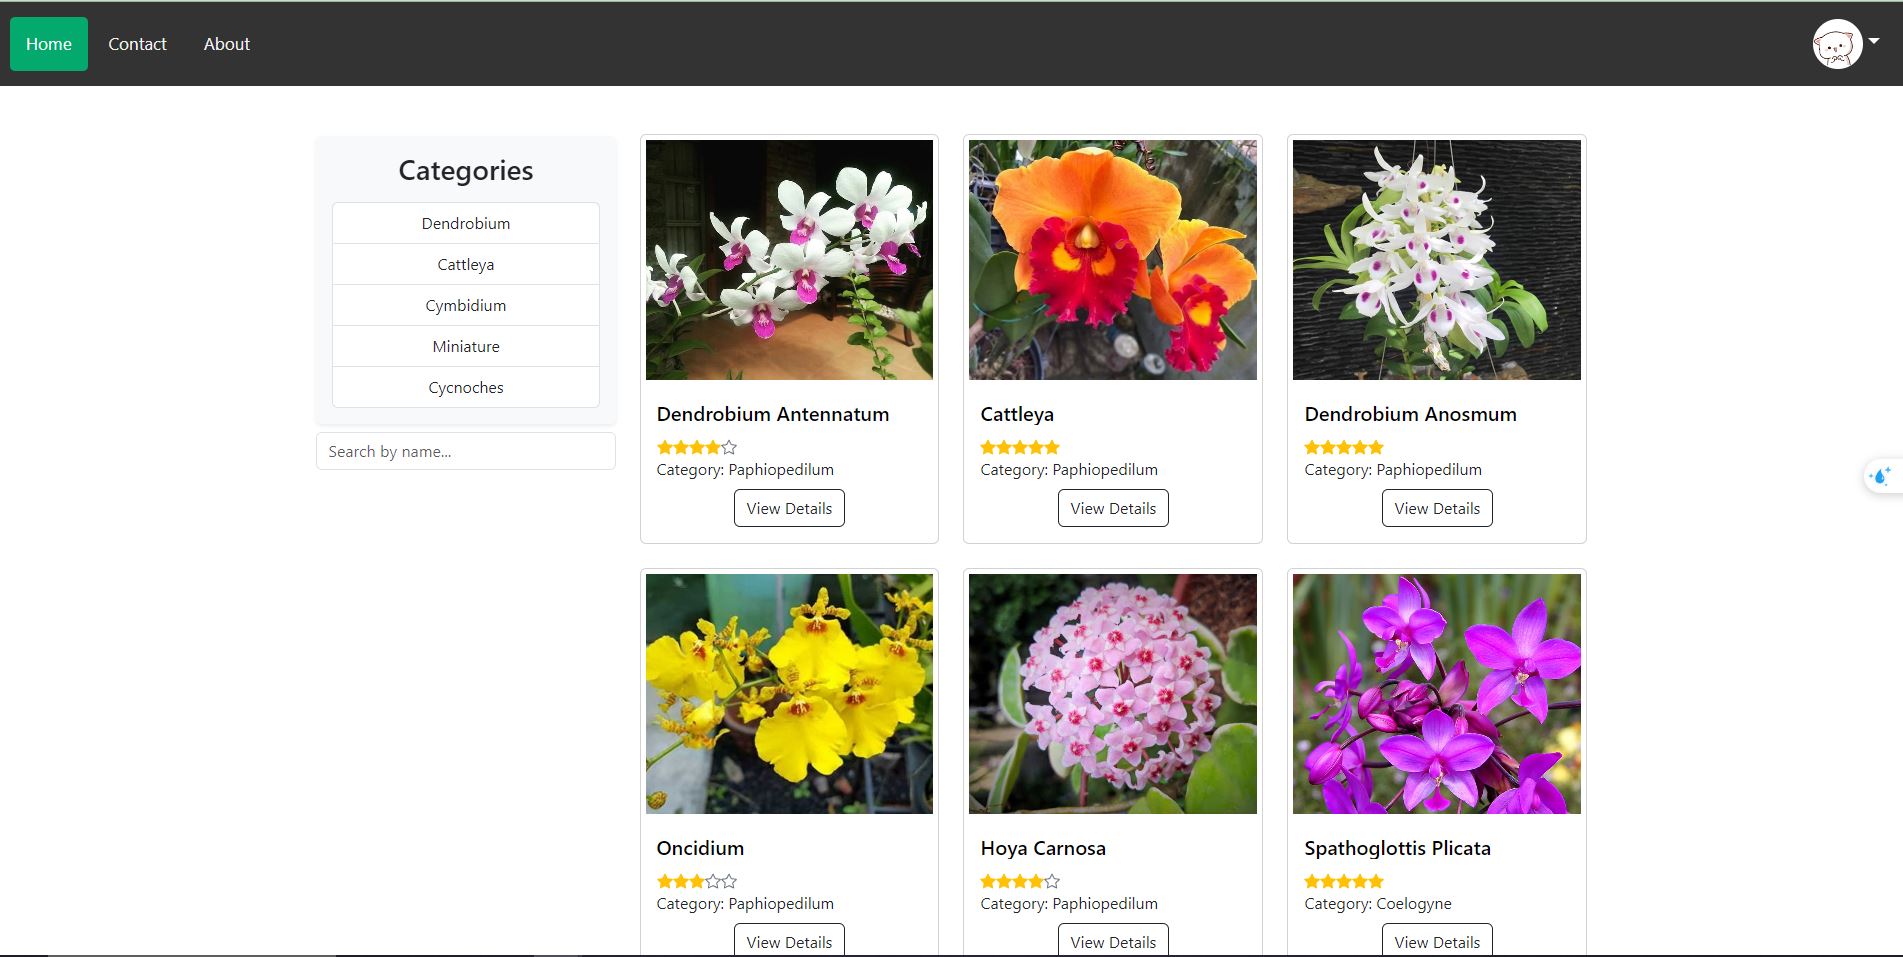 Home Contact About
Categories
Dendrobium
Cattleya
Cymbidium
Miniature
Cycnoches
Search by name...
Dendrobium Antennatum
Category: Paphiopedilum
View Details
Cattleya
Category: Paphiopedilum
View Details
Dendrobium Anosmum
Category: Paphiopedilum
View Details
Oncidium
Category: Paphiopedilum
View Details
Hoya Carnosa
Category: Paphiopedilum
View Details
Spathoglottis Plicata
Category: Coelogyne
View Details